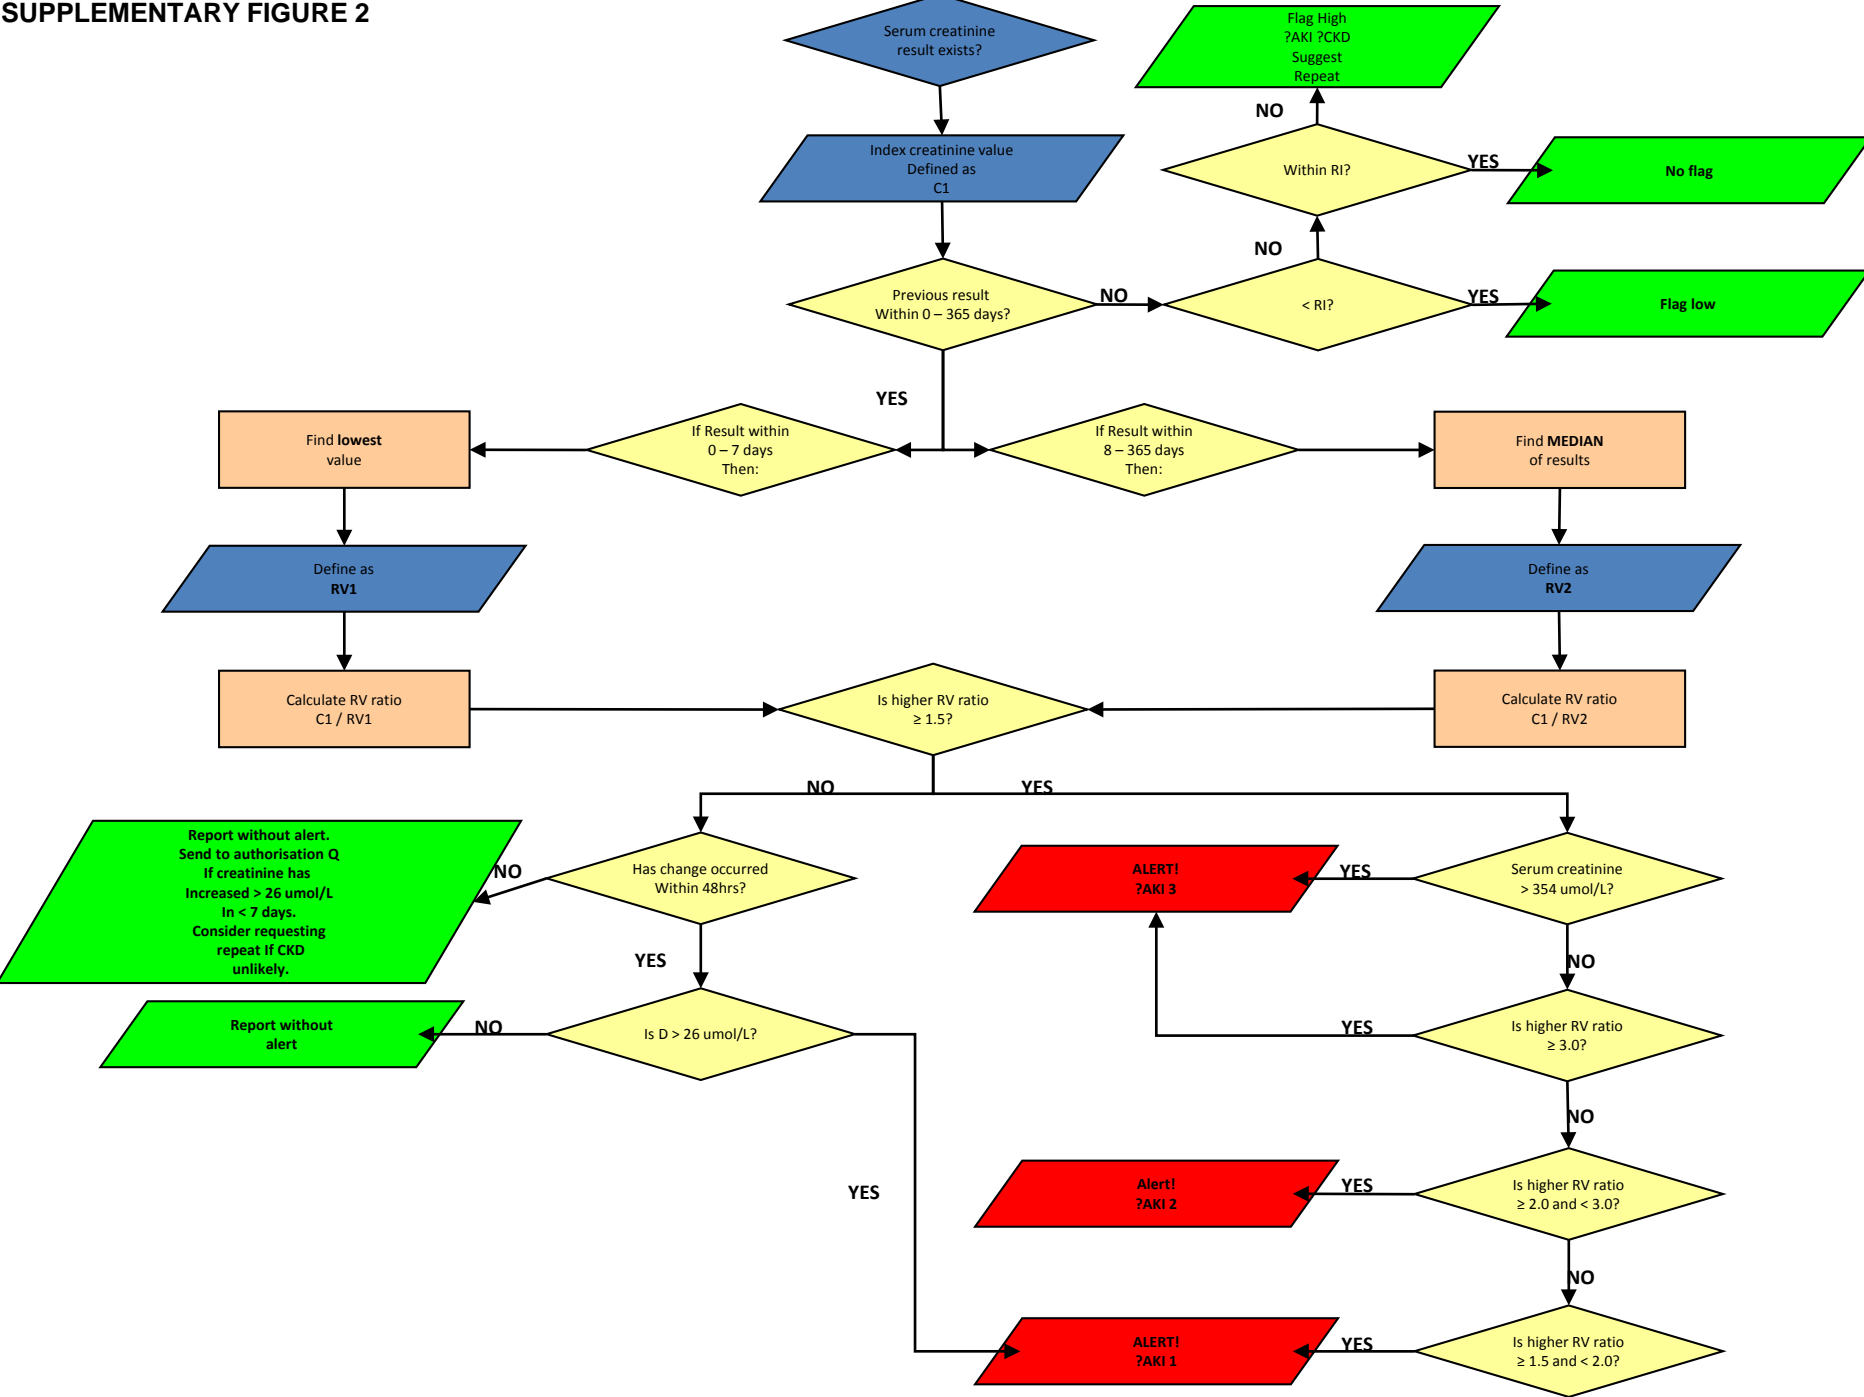 SUPPLEMENTARY FIGURE 2
Serum creatinine
result exists?
Flag High
?AKI ?CKD
Suggest
Repeat
NO
Index creatinine value
Defined as
C1
Within RI?
YES
No flag
NO
Previous result
Within 0 – 365 days?
NO
< RI?
YES
Flag low
YES
Find lowest
value
If Result within
0 – 7 days
Then:
If Result within
8 – 365 days
Then:
Find MEDIAN
of results
Define as
RV1
Define as
RV2
Calculate RV ratio
C1 / RV1
Is higher RV ratio
≥ 1.5?
Calculate RV ratio
C1 / RV2
NO
YES
Report without alert.
Send to authorisation Q
If creatinine has
Increased > 26 umol/L
In < 7 days.
Consider requesting
repeat If CKD
unlikely.
NO
Has change occurred
Within 48hrs?
ALERT!
?AKI 3
YES
Serum creatinine
> 354 umol/L?
YES
NO
Report without
alert
NO
Is D > 26 umol/L?
YES
Is higher RV ratio
≥ 3.0?
NO
YES
Alert!
?AKI 2
YES
Is higher RV ratio
≥ 2.0 and < 3.0?
NO
ALERT!
?AKI 1
YES
Is higher RV ratio
≥ 1.5 and < 2.0?